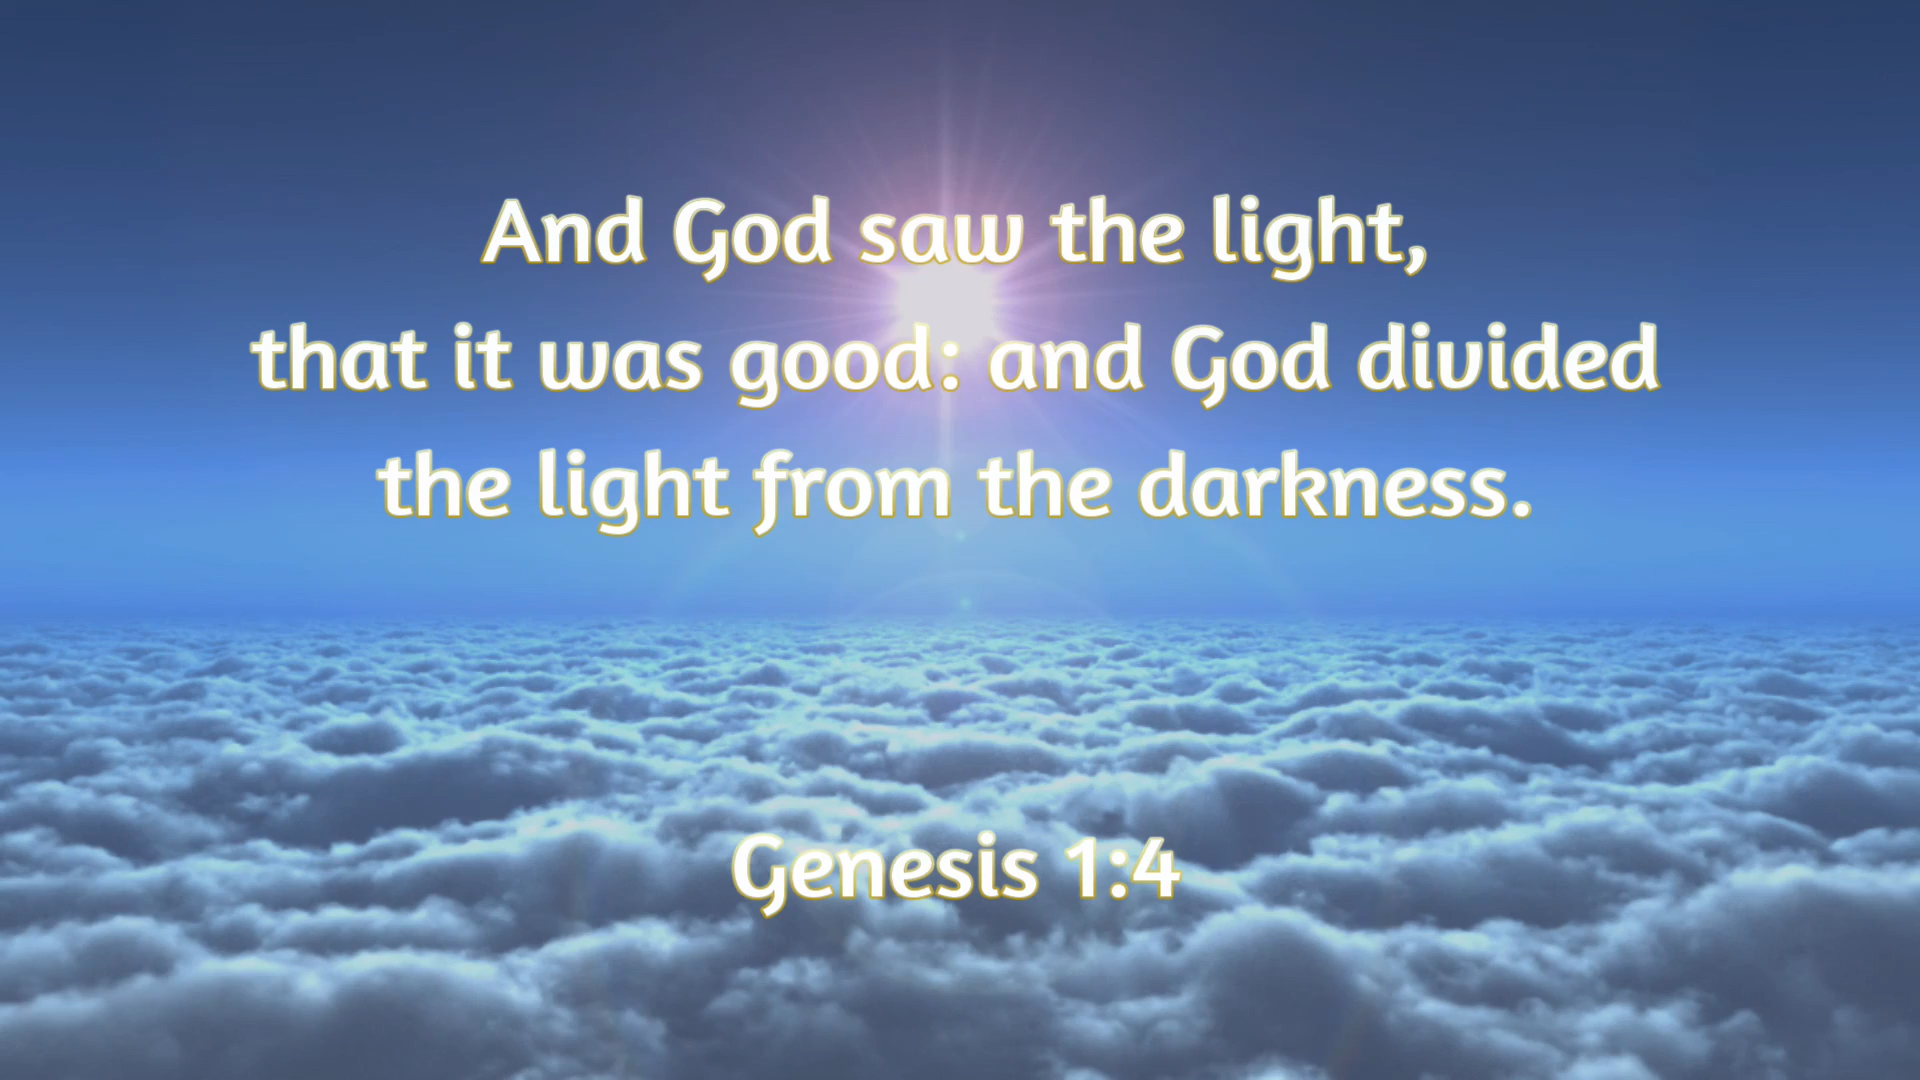 And God saw the light,
that it was good: and God divided
the light from the darkness.
Genesis 1:4